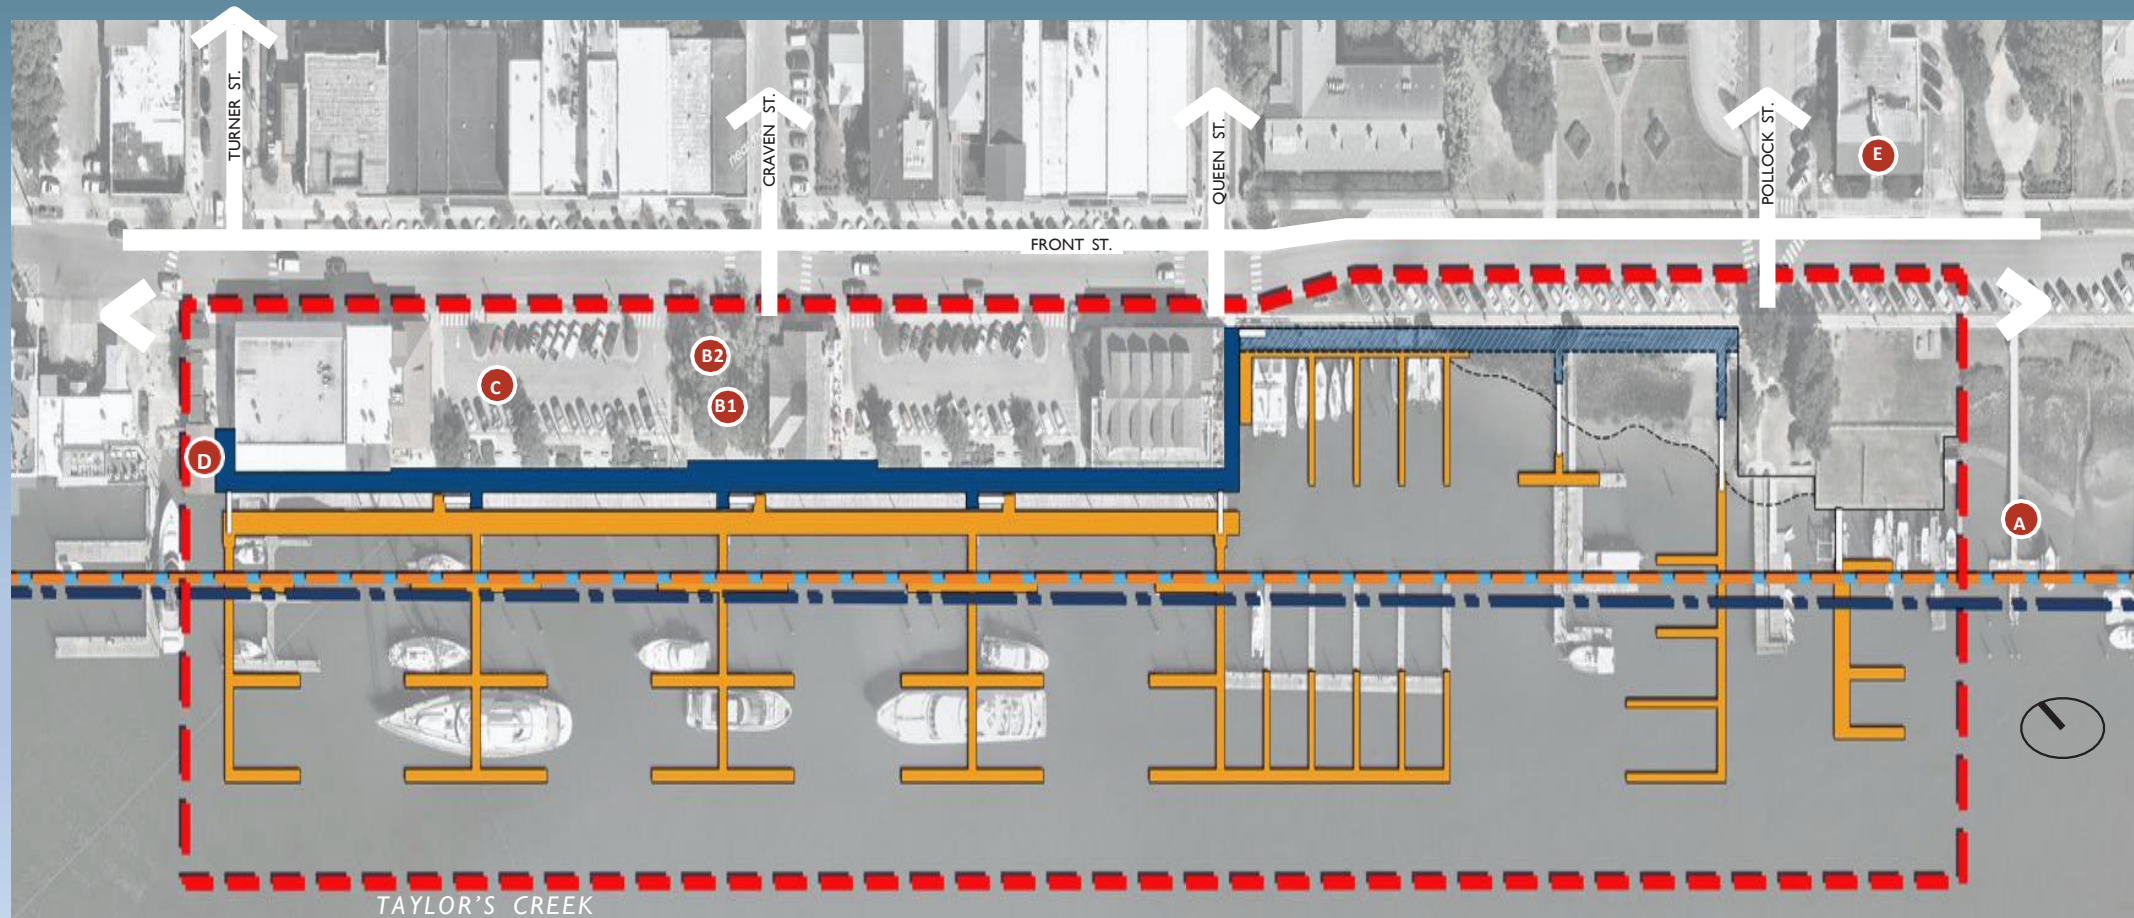 TURNER ST.
CRAVEN ST.
QUEEN ST.
POLLOCK ST.
E
FRONT ST.
B2
C
B1
D
A
TAYLOR'S CREEK